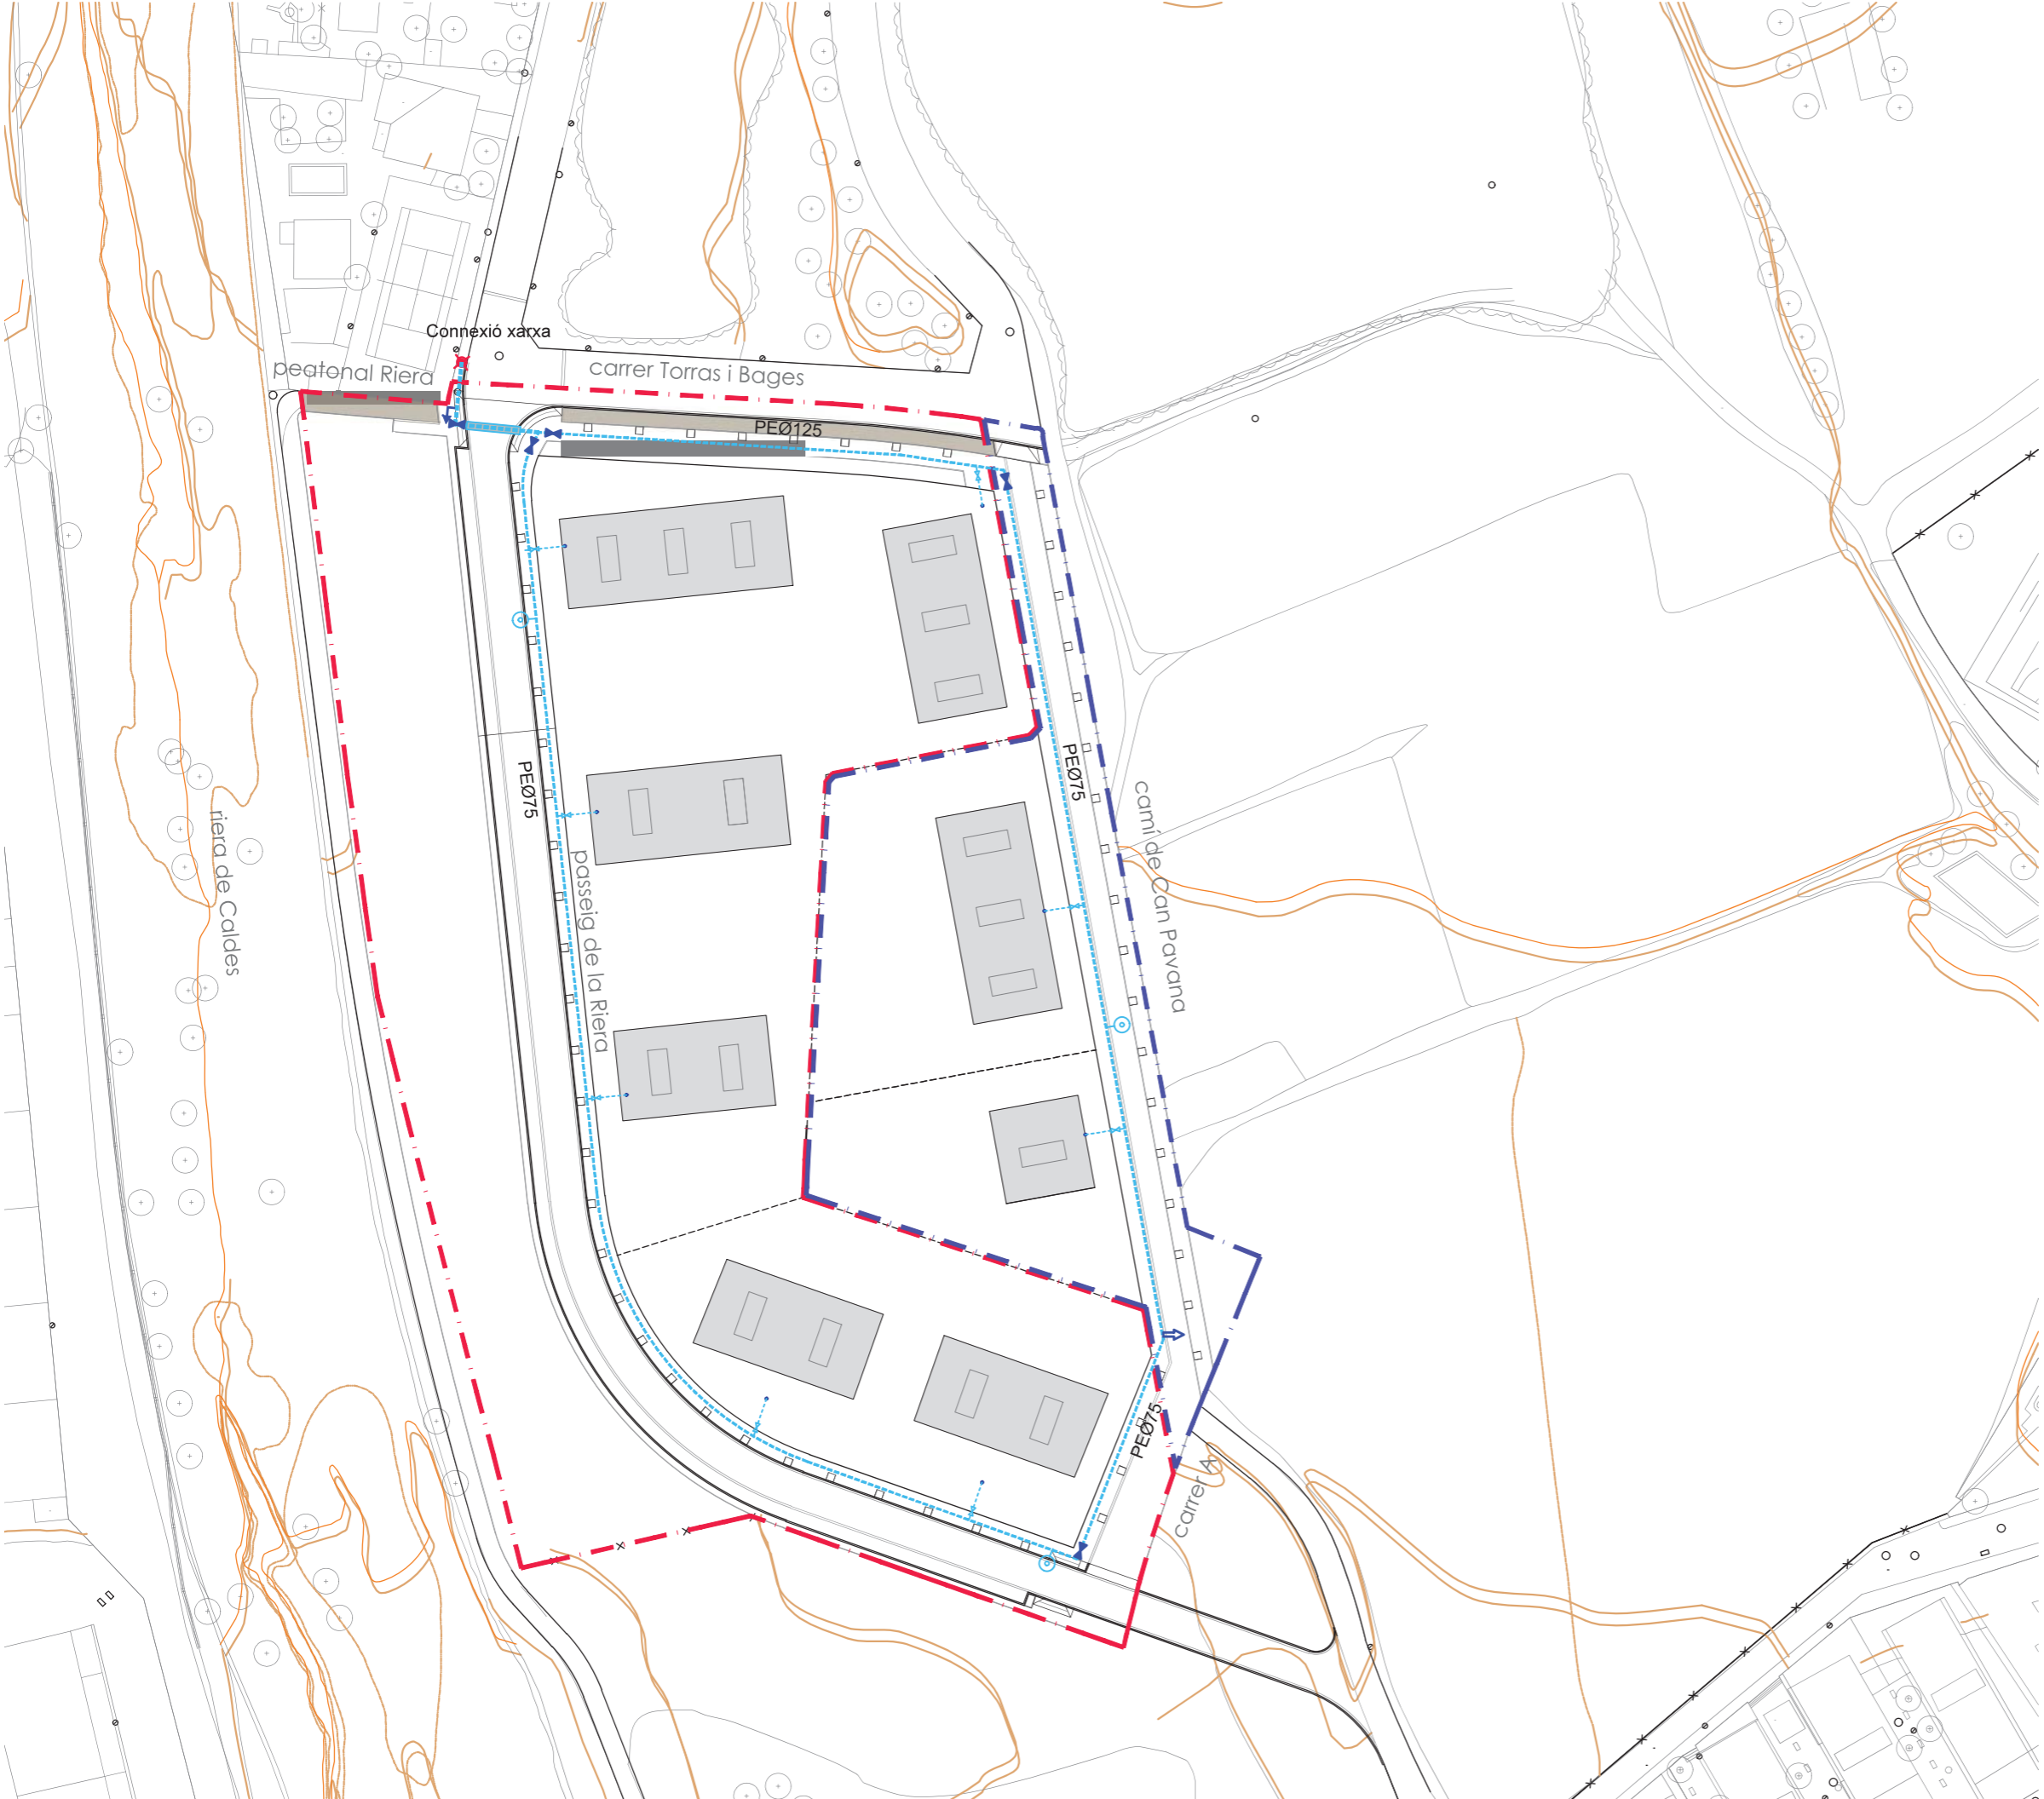 Connexió xarxa
peatonal Riera
carrer Torras i Bages
PEØ125
PEØ75
PEØ75
camí de Can Pavana
riera de Caldes
passeig de la Riera
PEØ75
carrer A